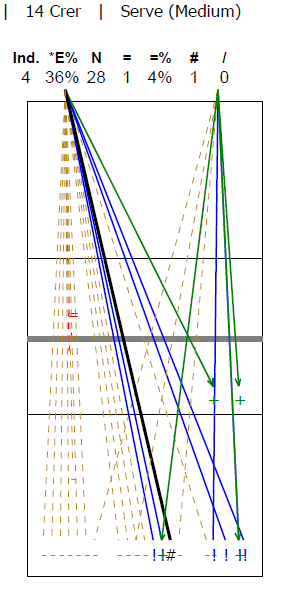 | 14 Crer | Serve (Medium)
Ind. *E% N = =% # /
4 36% 28 1 4% 1 0
=
-
+ +
- - - - - - - - - - - - - ! ! # - ! ! ! !